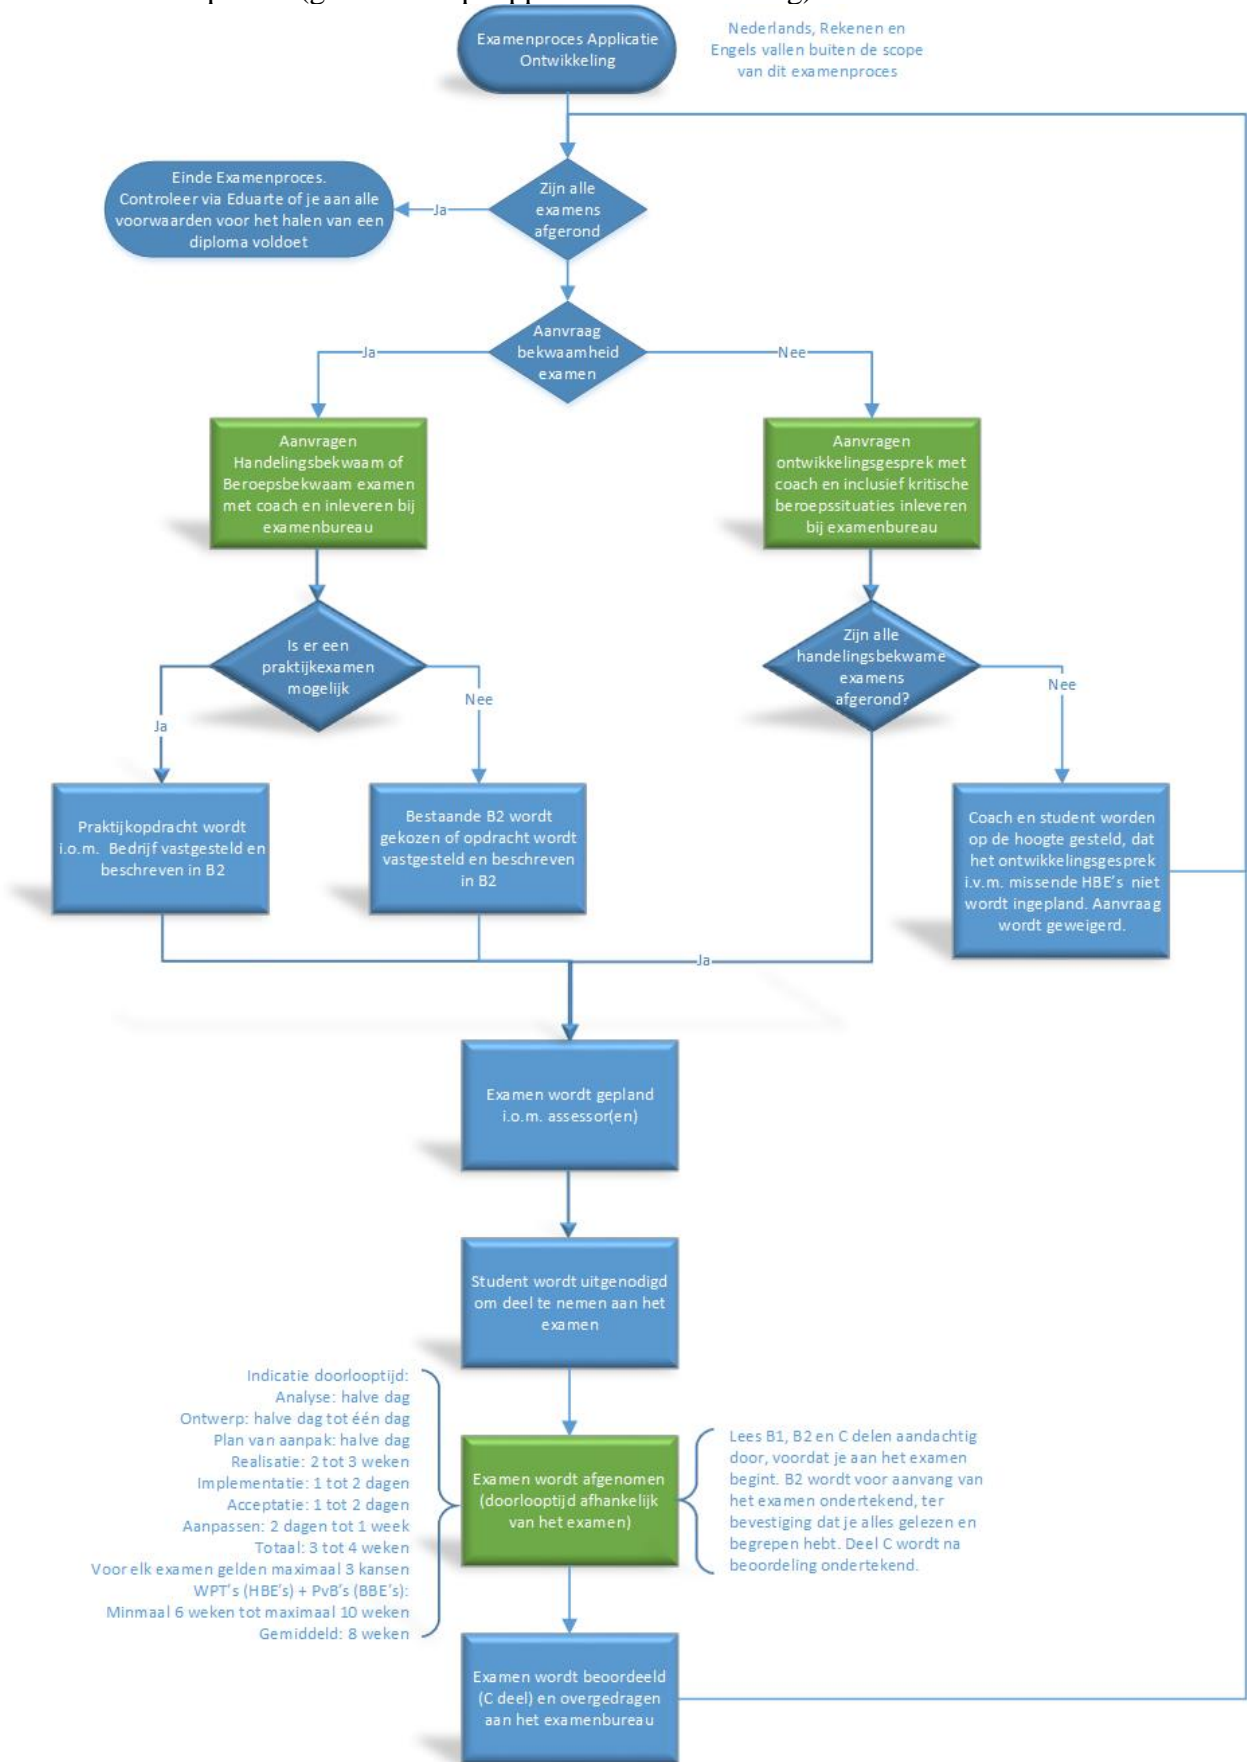 Examenproces Applicatie
Ontwikkeling
Nederlands, Rekenen en
Engels vallen buiten de scope
van dit examenproces
Zijn alle
examens
afgerond
Ja
Einde Examenproces.
Controleer via Eduarte of je aan alle
voorwaarden voor het halen van een
diploma voldoet
Aanvraag
bekwaamheid
examen
Ja
Nee
Aanvragen
Handelingsbekwaam of
Beroepsbekwaam examen
met coach en inleveren bij
examenbureau
Aanvragen
ontwikkelingsgesprek met
coach en inclusief kritische
beroepssituaties inleveren
bij examenbureau
Is er een
praktijkexamen
mogelijk
Zijn alle
handelingsbekwame
examens
afgerond?
Ja
Nee
Nee
Praktijkopdracht wordt
i.o.m. Bedrijf vastgesteld en
beschreven in B2
Bestaande B2 wordt
gekozen of opdracht wordt
vastgesteld en beschreven
in B2
Coach en student worden
op de hoogte gesteld, dat
het ontwikkelingsgesprek
i.v.m. missende HBE's niet
wordt ingepland. Aanvraag
wordt geweigerd.
Ja
Examen wordt gepland
i.o.m. assessor(en)
Student wordt uitgenodigd
om deel te nemen aan het
examen
Indicatie doorlooptijd:
Analyse: halve dag
Ontwerp: halve dag tot één dag
Plan van aanpak: halve dag
Realisatie: 2 tot 3 weken
Implementatie: 1 tot 2 dagen
Acceptatie: 1 tot 2 dagen
Aanpassen: 2 dagen tot 1 week
Totaal: 3 tot 4 weken
Voor elk examen gelden maximaal 3 kansen
WPT's (HBE's) + PvB's (BBE's):
Minmaal 6 weken tot maximaal 10 weken
Gemiddeld: 8 weken
Examen wordt afgenomen
(doorlooptijd afhankelijk
van het examen)
Lees B1, B2 en C delen aandachtig
door, voordat je aan het examen
begint. B2 wordt voor aanvang van
het examen ondertekend, ter
bevestiging dat je alles gelezen en
begrepen hebt. Deel C wordt na
beoordeling ondertekend.
Examen wordt beoordeeld
(C deel) en overgedragen
aan het examenbureau